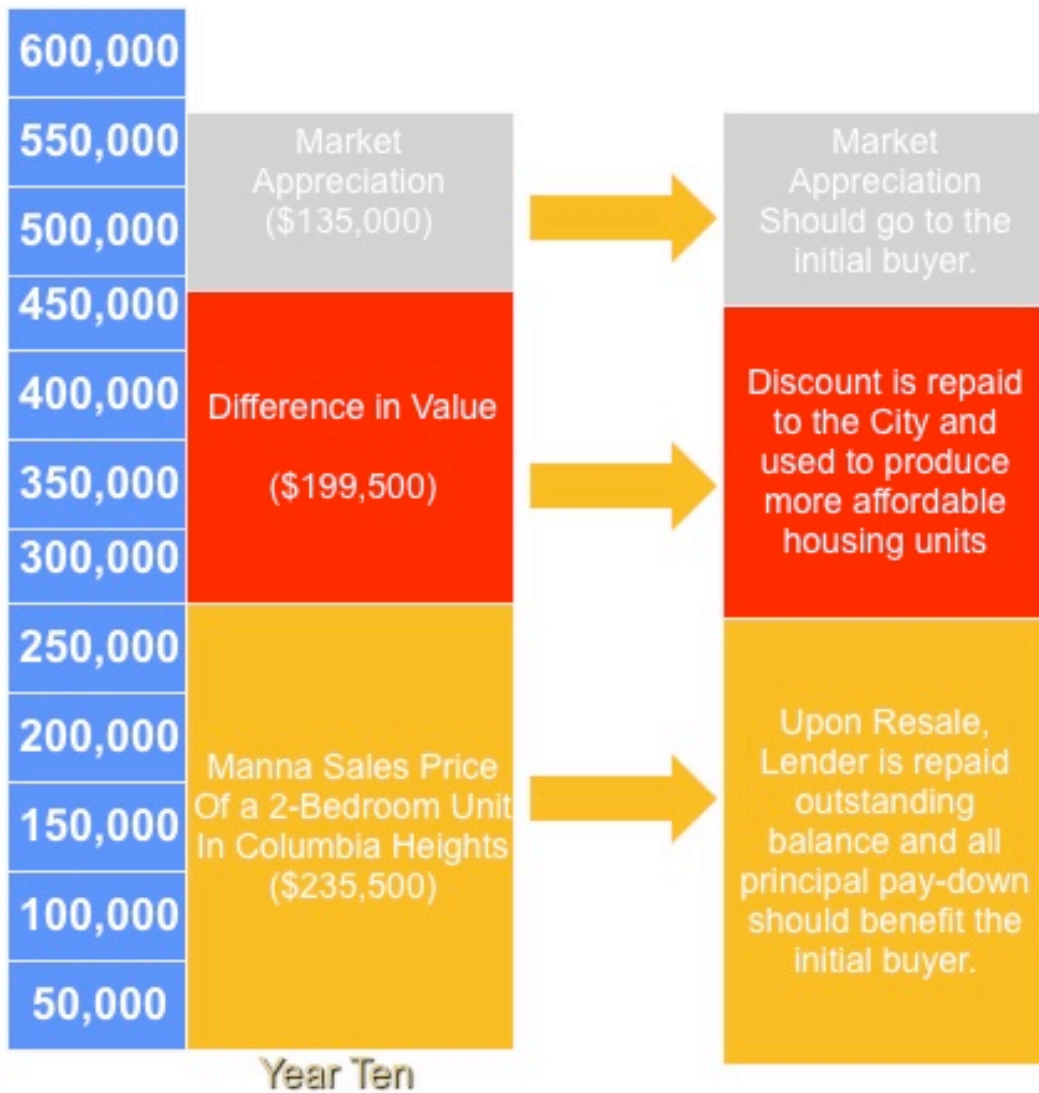 600,000
550,000
500,000
450,000
400,000
350,000
300,000
250,000
200,000
150,000
100,000
50,000
Market
Appreciation
($135,000)
Difference in Value
($199,500)
Manna Sales Price
Of a 2-Bedroom Unit
In Columbia Heights
($235,500)
Year Ten
Market
Appreciation
Should go to the
initial buyer.
Discount is repaid
to the City and
used to produce
more affordable
housing units
Upon Resale,
Lender is repaid
outstanding
balance and all
principal pay-down
should benefit the
initial buyer.